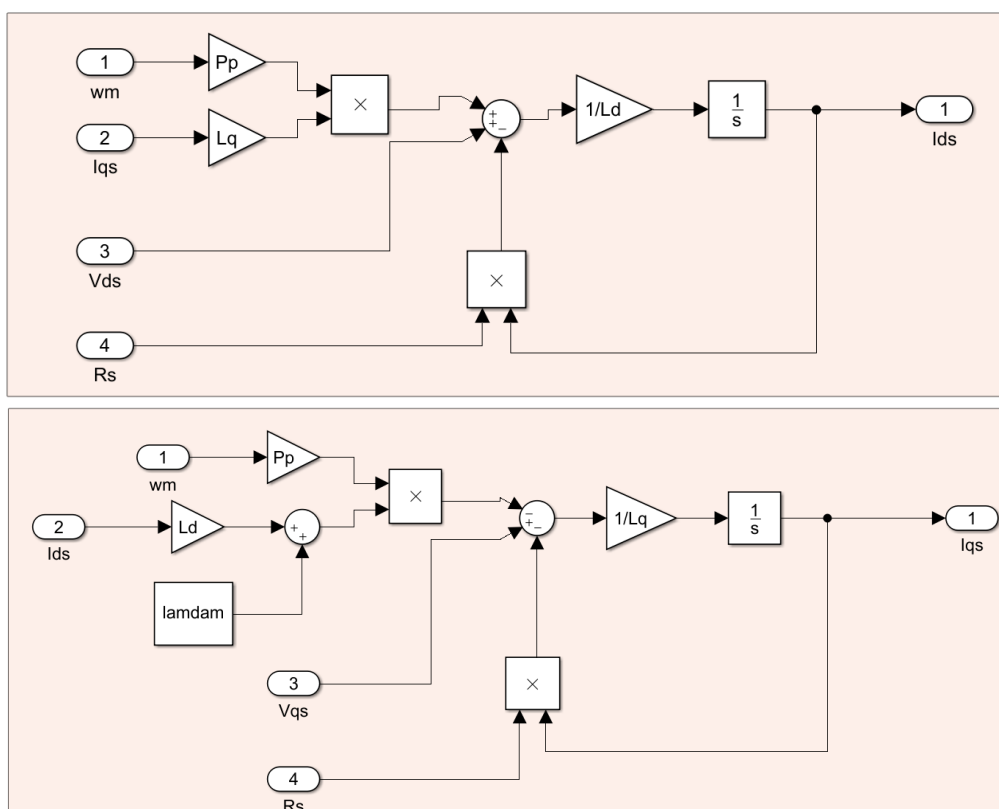 1
wm
Pp
×
2
Iqs
Lq
+
+
−
1/Ld
1
s
1
Ids
3
Vds
×
4
Rs
1
wm
Pp
×
2
Ids
Ld
+
+
−
+
−
1/Lq
1
s
1
Iqs
lamdam
3
Vqs
×
4
Rs